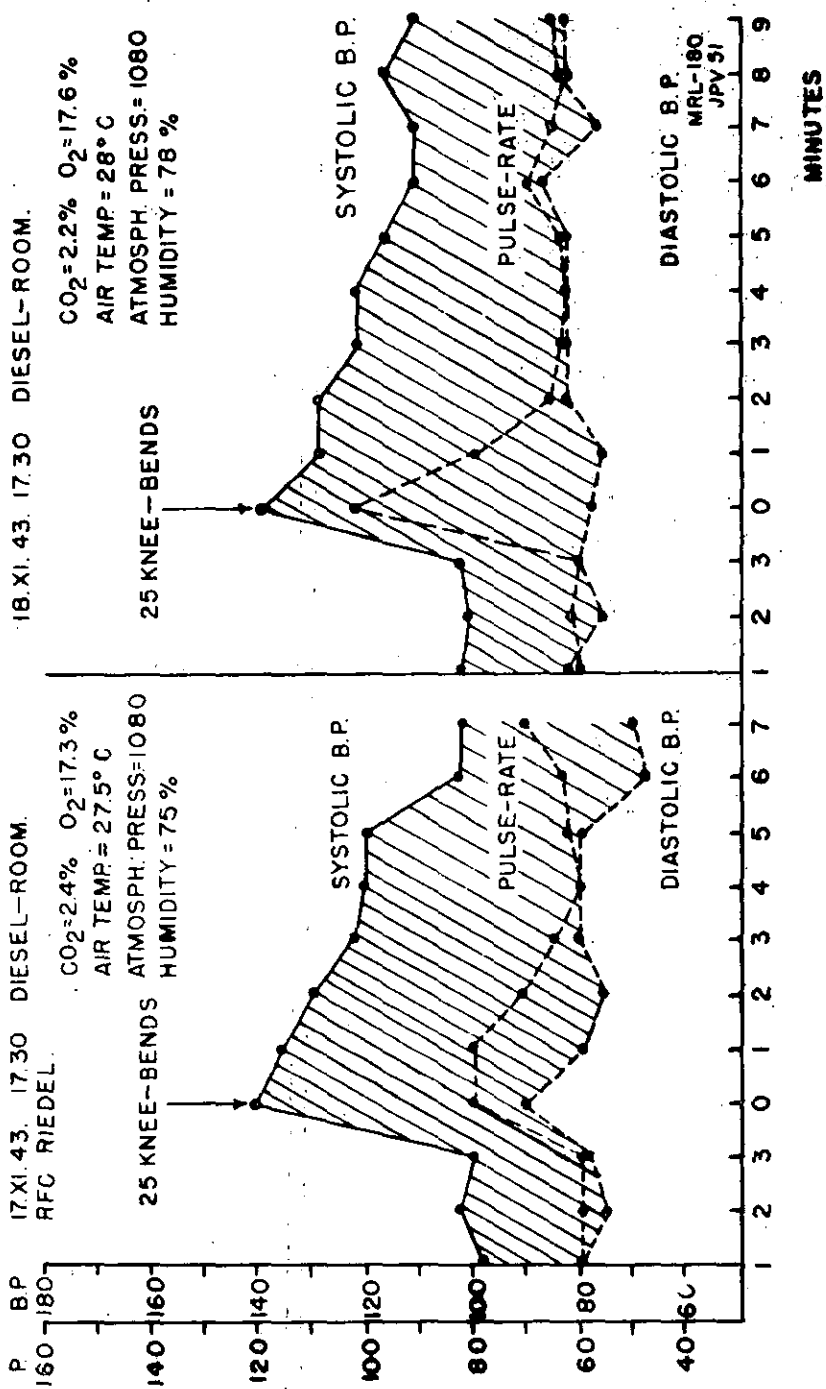 P. B.P
160 180
140 160
120 140
100 120
80 100
60 80
40 60
17.XI.43. 17.30 DIESEL-ROOM.
RFC RIEDEL.
CO2=2.4% O2=17.3%
AIR TEMP.= 27.5° C
ATMOSPH. PRESS.=1080
HUMIDITY = 75 %
25 KNEE-BENDS
SYSTOLIC B.P.
PULSE-RATE
DIASTOLIC B.P.
1 2 3 0 1 2 3 4 5 6 7
18.XI.43. 17.30 DIESEL-ROOM.
CO2=2.2% O2=17.6%
AIR TEMP.= 28° C
ATMOSPH. PRESS.= 1080
HUMIDITY = 78 %
25 KNEE-BENDS
SYSTOLIC B.P.
PULSE-RATE
DIASTOLIC B.P.
MRL-180
JPV 51
1 2 3 0 1 2 3 4 5 6 7 8 9
MINUTES